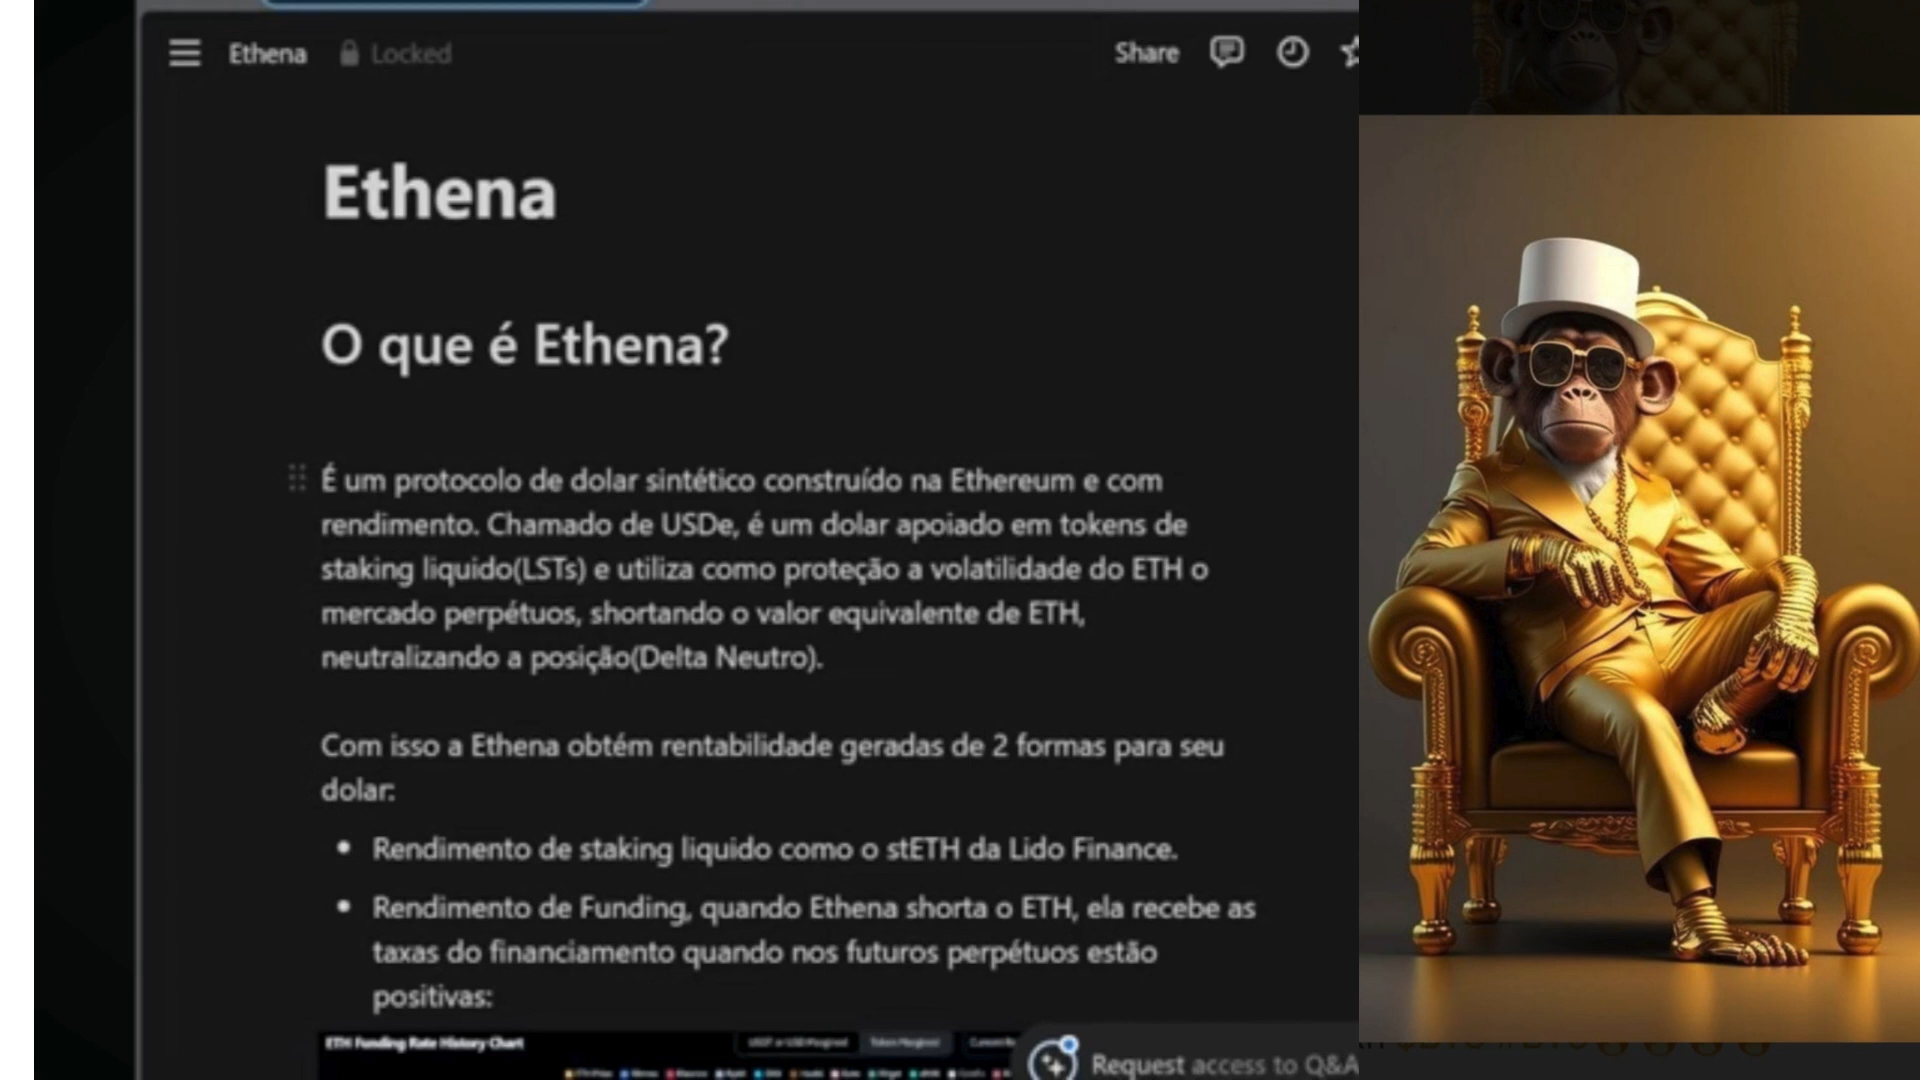 Ethena Locked
Share
Ethena
O que é Ethena?
É um protocolo de dolar sintético construído na Ethereum e com
rendimento. Chamado de USDe, é um dolar apoiado em tokens de
staking liquido(LSTs) e utiliza como proteção a volatilidade do ETH o
mercado perpétuos, shortando o valor equivalente de ETH,
neutralizando a posição(Delta Neutro).
Com isso a Ethena obtém rentabilidade geradas de 2 formas para seu
dolar:
• Rendimento de staking liquido como o stETH da Lido Finance.
• Rendimento de Funding, quando Ethena shorta o ETH, ela recebe as
taxas do financiamento quando nos futuros perpétuos estão
positivas:
ETH Funding Rate History Chart
Request access to Q&A